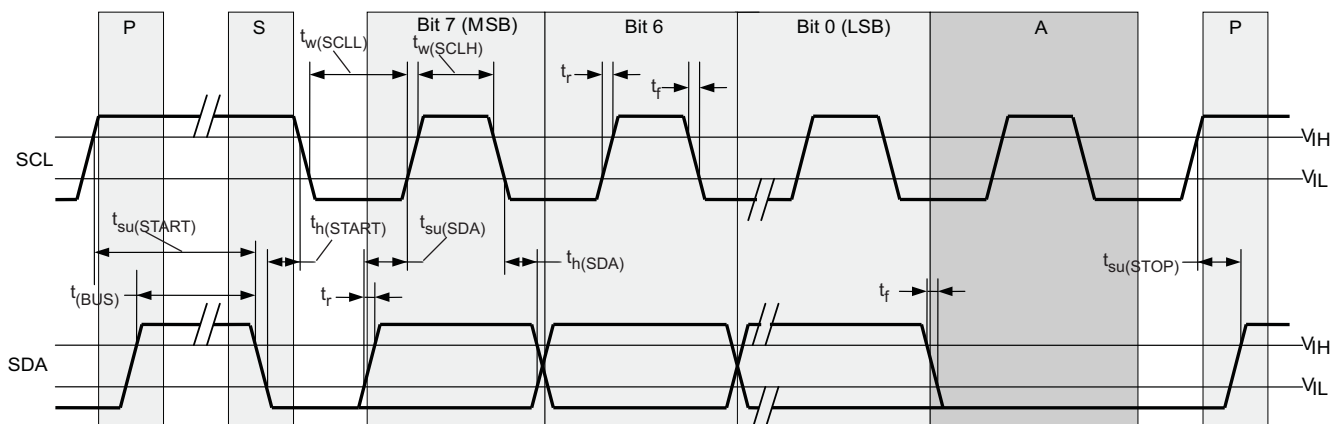 P S Bit 7 (MSB) Bit 6 Bit 0 (LSB) A P
tw(SCLL) tw(SCLH) tr tf
SCL VIH
VIL
tsu(START) th(START) tsu(SDA) th(SDA) tsu(STOP)
t(BUS) tr tf
SDA VIH
VIL